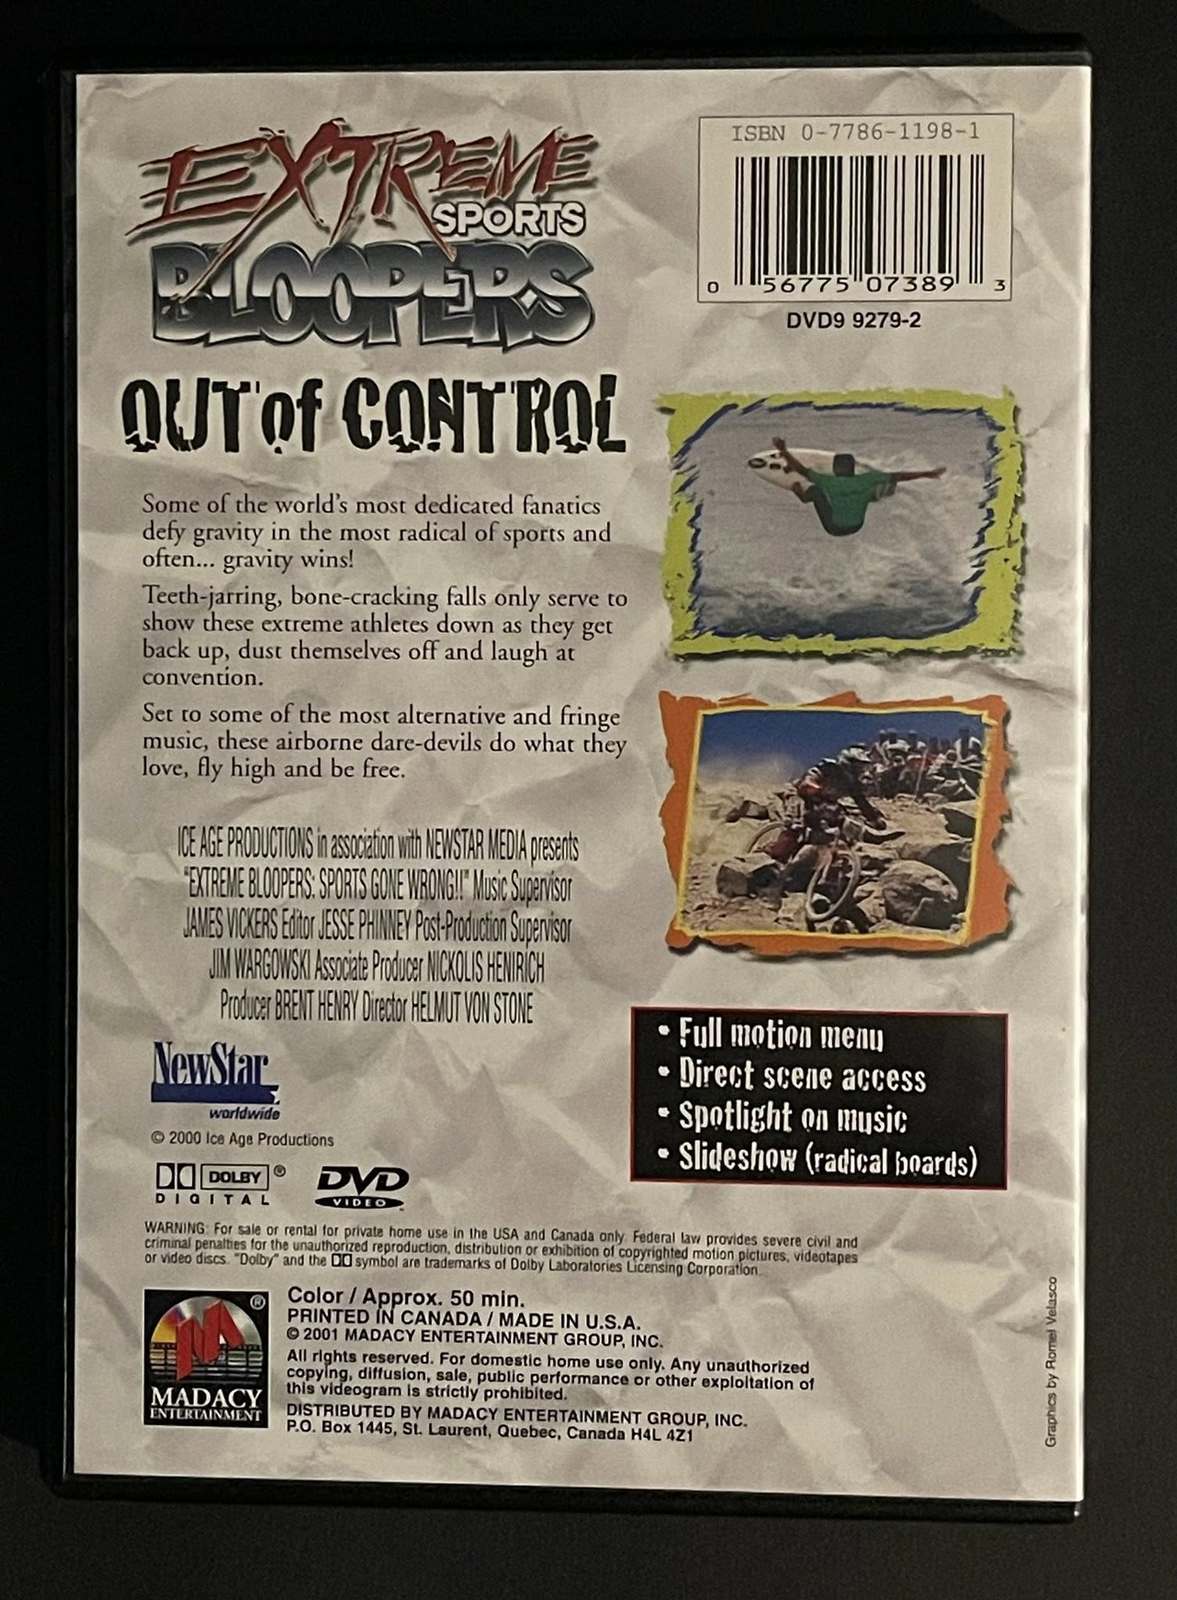 EXTREME
SPORTS
BLOOPERS
OUT of CONTROL
Some of the world's most dedicated fanatics
defy gravity in the most radical of sports and
often... gravity wins!
Teeth-jarring, bone-cracking falls only serve to
show these extreme athletes down as they get
back up, dust themselves off and laugh at
convention.
Set to some of the most alternative and fringe
music, these airborne dare-devils do what they
love, fly high and be free.
ICE AGE PRODUCTIONS in association with NEWSTAR MEDIA presents
"EXTREME BLOOPERS: SPORTS GONE WRONG!!" Music Supervisor
JAMES VICKERS Editor JESSE PHINNEY Post-Production Supervisor
JIM WARGOWSKI Associate Producer NICKOLIS HENIRICH
Producer BRENT HENRY Director HELMUT VON STONE
NewStar
worldwide
© 2000 Ice Age Productions
DOLBY®
DIGITAL
DVD
VIDEO
ISBN 0-7786-1198-1
0 56775 07389 3
DVD9 9279-2
• Full motion menu
• Direct scene access
• Spotlight on music
• Slideshow (radical boards)
WARNING: For sale or rental for private home use in the USA and Canada only. Federal law provides severe civil and
criminal penalties for the unauthorized reproduction, distribution or exhibition of copyrighted motion pictures, videotapes
or video discs. "Dolby" and the DD symbol are trademarks of Dolby Laboratories Licensing Corporation.
®
MADACY
ENTERTAINMENT
Color / Approx. 50 min.
PRINTED IN CANADA / MADE IN U.S.A.
© 2001 MADACY ENTERTAINMENT GROUP, INC.
All rights reserved. For domestic home use only. Any unauthorized
copying, diffusion, sale, public performance or other exploitation of
this videogram is strictly prohibited.
DISTRIBUTED BY MADACY ENTERTAINMENT GROUP, INC.
P.O. Box 1445, St. Laurent, Quebec, Canada H4L 4Z1
Graphics by Romel Velasco